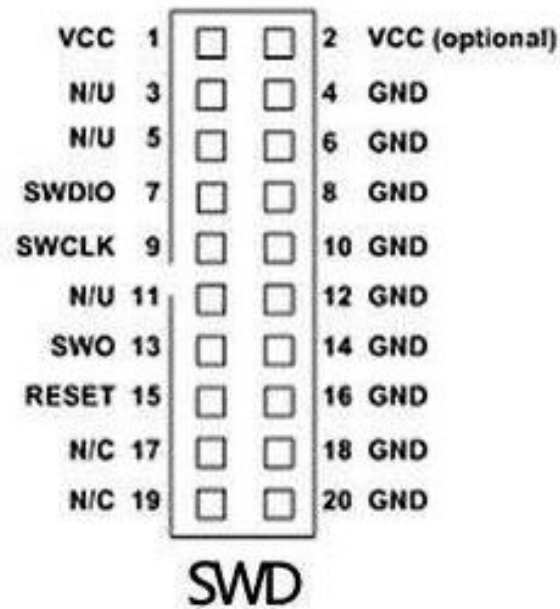 VCC 1 2 VCC (optional)
N/U 3 4 GND
N/U 5 6 GND
SWDIO 7 8 GND
SWCLK 9 10 GND
N/U 11 12 GND
SWO 13 14 GND
RESET 15 16 GND
N/C 17 18 GND
N/C 19 20 GND
SWD